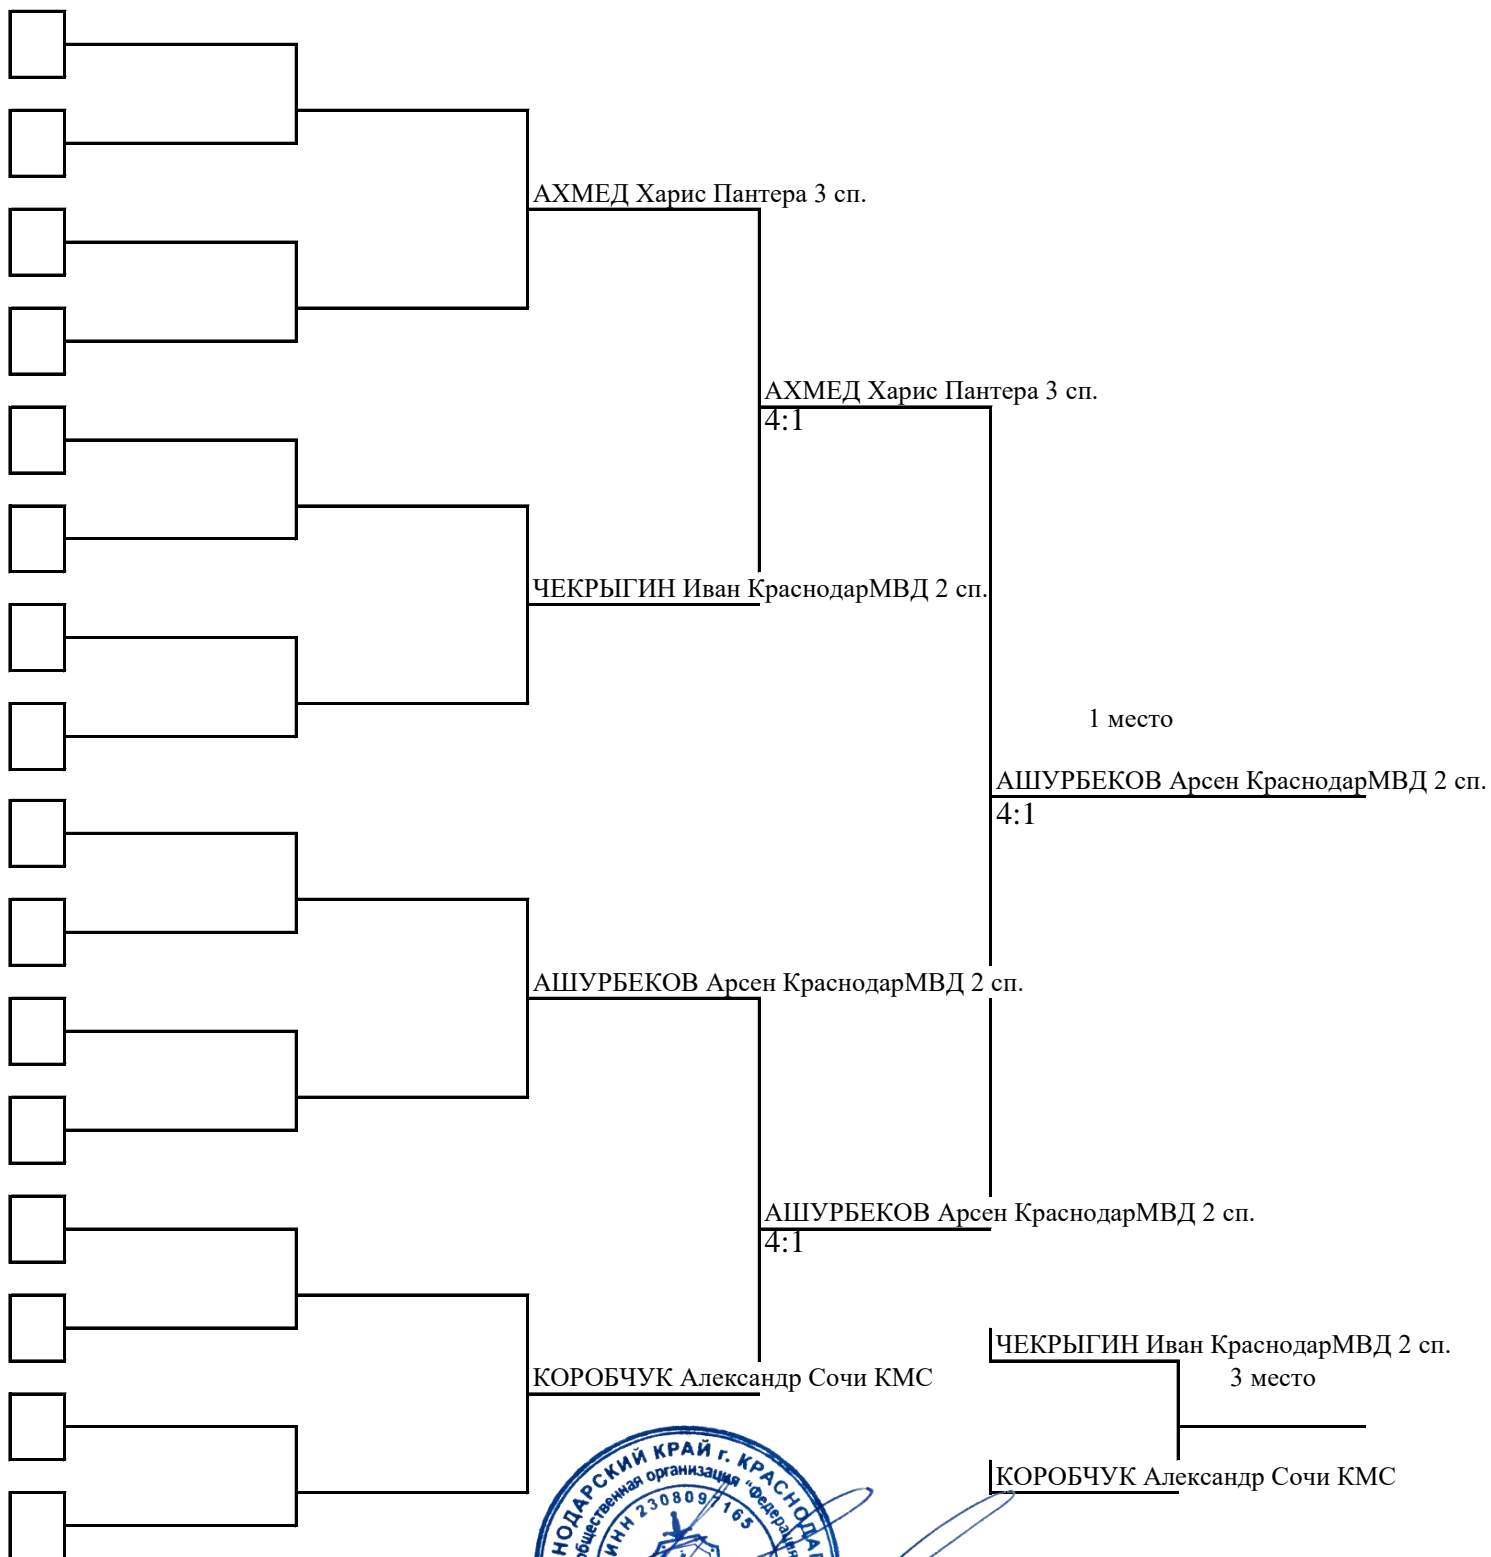 АХМЕД Харис Пантера 3 сп.
АХМЕД Харис Пантера 3 сп.
4:1
ЧЕКРЫГИН Иван КраснодарМВД 2 сп.
1 место
АШУРБЕКОВ Арсен КраснодарМВД 2 сп.
4:1
АШУРБЕКОВ Арсен КраснодарМВД 2 сп.
АШУРБЕКОВ Арсен КраснодарМВД 2 сп.
4:1
ЧЕКРЫГИН Иван КраснодарМВД 2 сп.
3 место
КОРОБЧУК Александр Сочи КМС
КОРОБЧУК Александр Сочи КМС
НОДАРСКИЙ КРАЙ г. КРАСНОДАР
общественная организация "Федерация
ИНН 2308097165